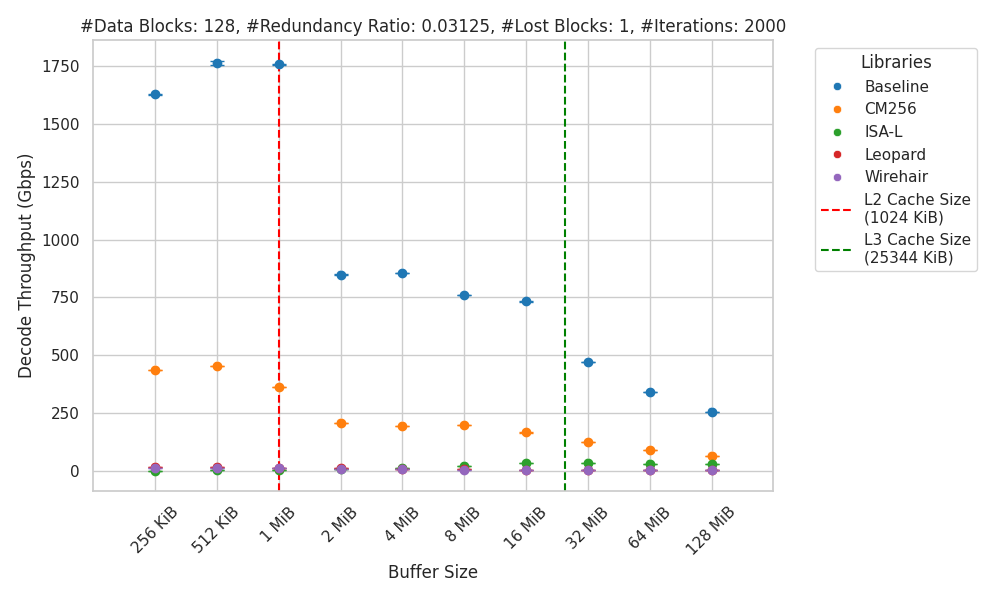 #Data Blocks: 128, #Redundancy Ratio: 0.03125, #Lost Blocks: 1, #Iterations: 2000
Decode Throughput (Gbps)
1750
1500
1250
1000
750
500
250
0
256 KiB
512 KiB
1 MiB
2 MiB
4 MiB
8 MiB
16 MiB
32 MiB
64 MiB
128 MiB
Buffer Size
Libraries
Baseline
CM256
ISA-L
Leopard
Wirehair
L2 Cache Size
(1024 KiB)
L3 Cache Size
(25344 KiB)